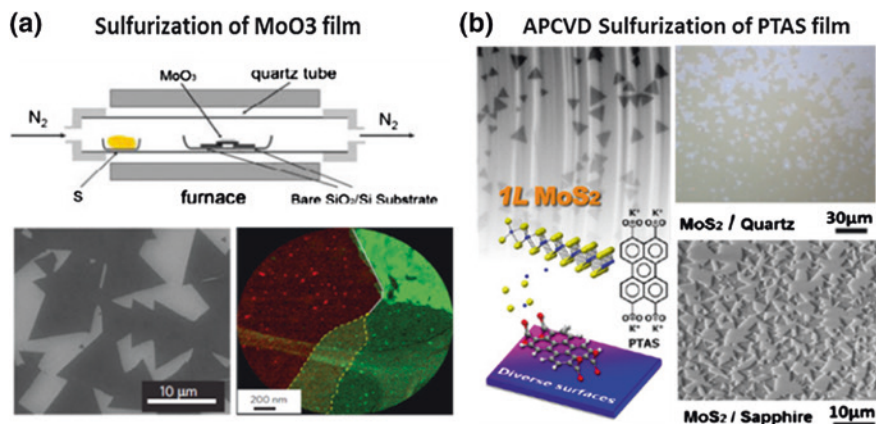 (a) Sulfurization of MoO3 film
MoO₃
quartz tube
N₂
N₂
S
furnace
Bare SiO₂/Si Substrate
10 μm
200 nm
(b) APCVD Sulfurization of PTAS film
1L MoS₂
K⁺ K⁺
K⁺ K⁺
PTAS
Diverse surfaces
MoS₂ / Quartz
30μm
MoS₂ / Sapphire
10μm